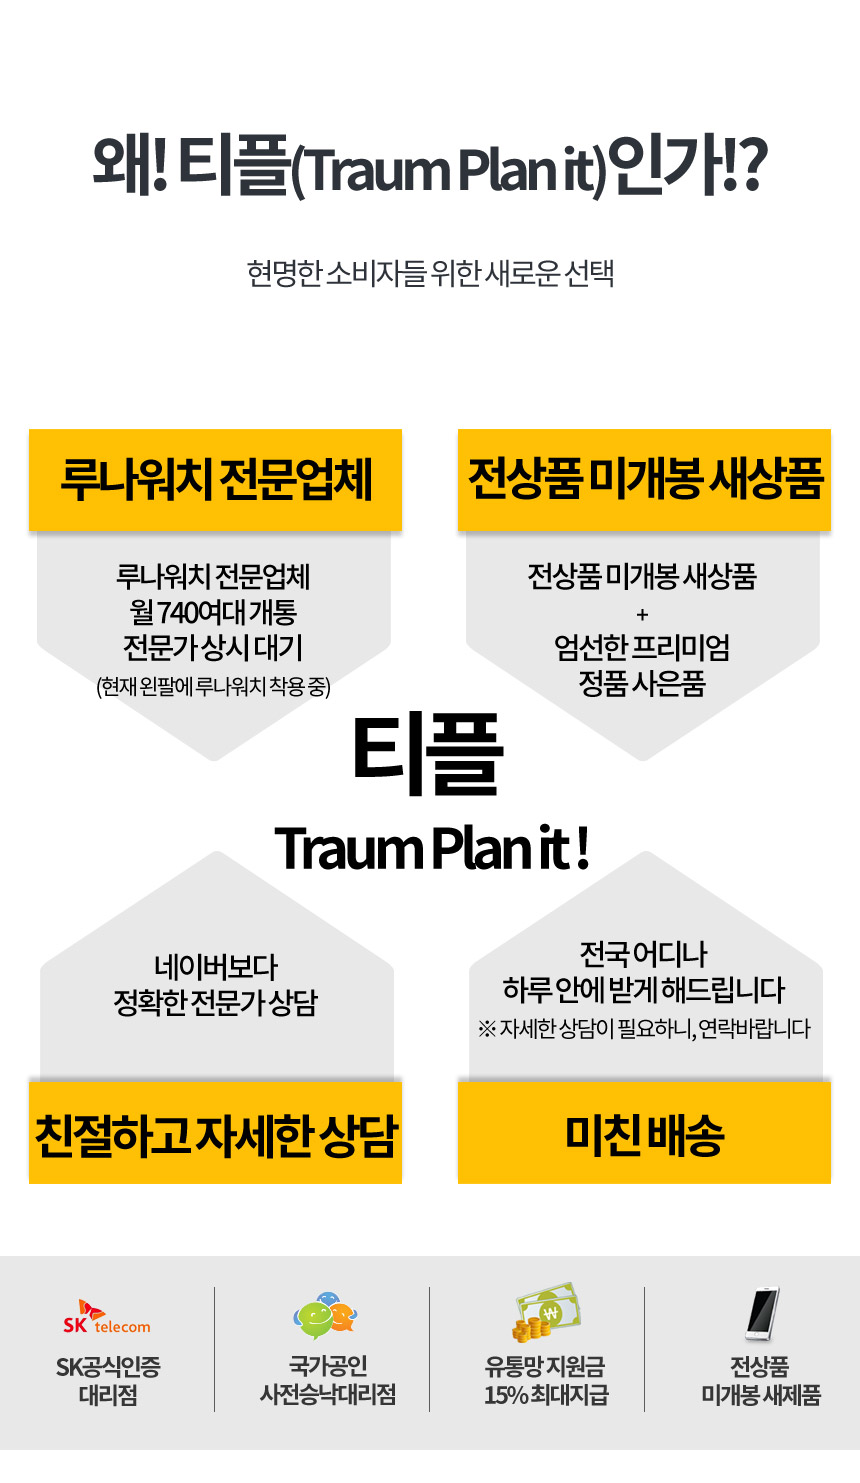 왜! 티플(Traum Plan it)인가!?
현명한 소비자들 위한 새로운 선택
루나워치 전문업체
루나워치 전문업체
월 740여대 개통
전문가 상시 대기
(현재 왼팔에 루나워치 착용 중)
전상품 미개봉 새상품
전상품 미개봉 새상품
+
엄선한 프리미엄
정품 사은품
티플
Traum Plan it !
네이버보다
정확한 전문가 상담
친절하고 자세한 상담
전국 어디나
하루 안에 받게 해드립니다
※ 자세한 상담이 필요하니, 연락바랍니다
미친 배송
SK telecom
SK공식인증
대리점
국가공인
사전승낙대리점
₩
유통망 지원금
15% 최대지급
전상품
미개봉 새제품